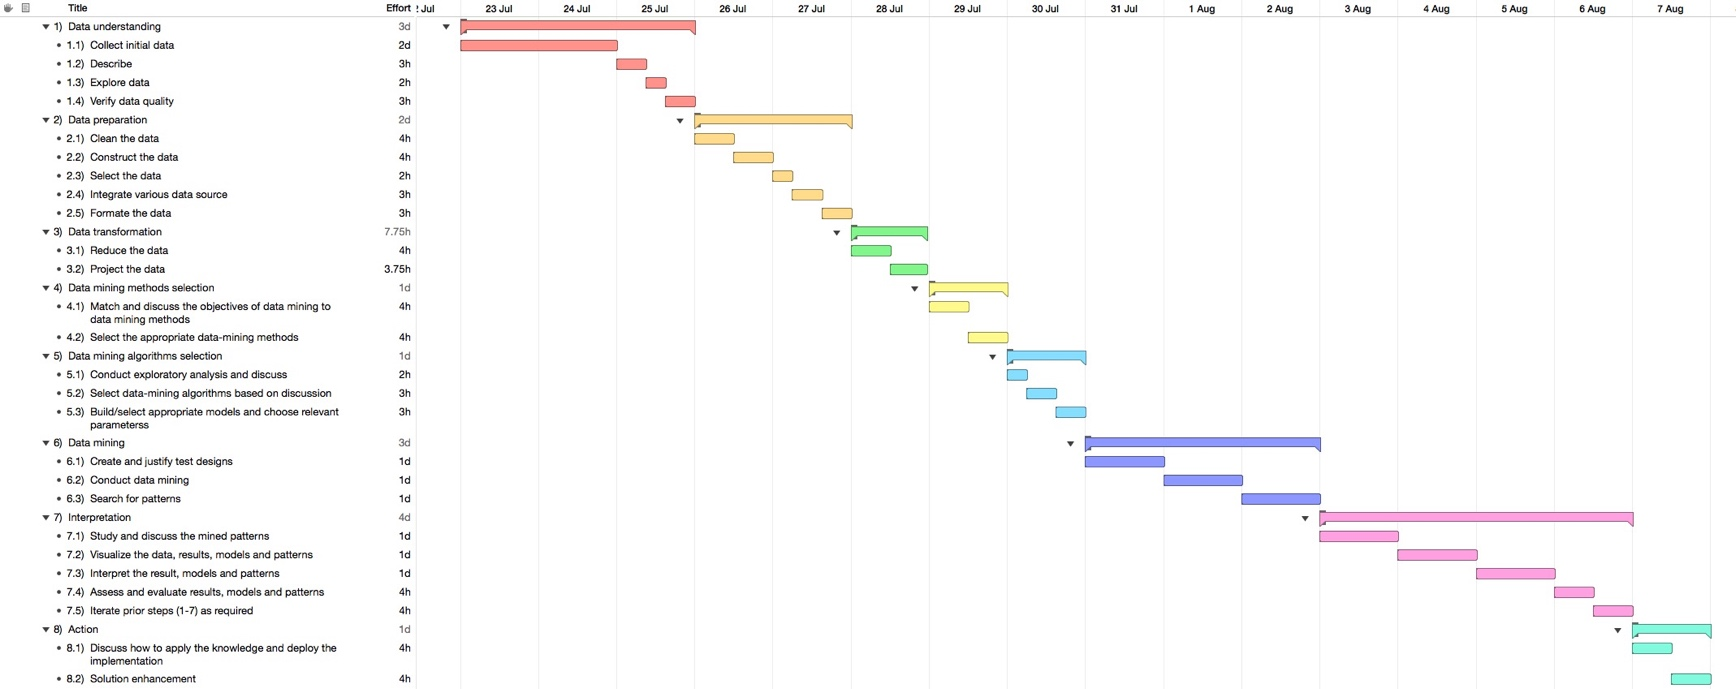 Title Effort 2 Jul 23 Jul 24 Jul 25 Jul 26 Jul 27 Jul 28 Jul 29 Jul 30 Jul 31 Jul 1 Aug 2 Aug 3 Aug 4 Aug 5 Aug 6 Aug 7 Aug
1) Data understanding 3d
1.1) Collect initial data 2d
1.2) Describe 3h
1.3) Explore data 2h
1.4) Verify data quality 3h
2) Data preparation 2d
2.1) Clean the data 4h
2.2) Construct the data 4h
2.3) Select the data 2h
2.4) Integrate various data source 3h
2.5) Formate the data 3h
3) Data transformation 7.75h
3.1) Reduce the data 4h
3.2) Project the data 3.75h
4) Data mining methods selection 1d
4.1) Match and discuss the objectives of data mining to 4h
data mining methods
4.2) Select the appropriate data-mining methods 4h
5) Data mining algorithms selection 1d
5.1) Conduct exploratory analysis and discuss 2h
5.2) Select data-mining algorithms based on discussion 3h
5.3) Build/select appropriate models and choose relevant 3h
parameterss
6) Data mining 3d
6.1) Create and justify test designs 1d
6.2) Conduct data mining 1d
6.3) Search for patterns 1d
7) Interpretation 4d
7.1) Study and discuss the mined patterns 1d
7.2) Visualize the data, results, models and patterns 1d
7.3) Interpret the result, models and patterns 1d
7.4) Assess and evaluate results, models and patterns 4h
7.5) Iterate prior steps (1-7) as required 4h
8) Action 1d
8.1) Discuss how to apply the knowledge and deploy the 4h
implementation
8.2) Solution enhancement 4h